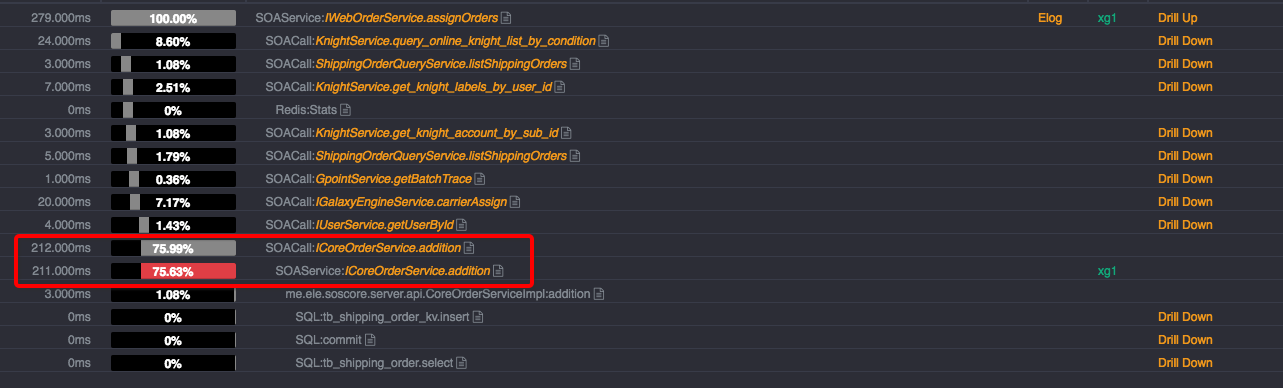 279.000ms 100.00% SOAService:IWebOrderService.assignOrders Elog xg1 Drill Up
24.000ms 8.60% SOACall:KnightService.query_online_knight_list_by_condition Drill Down
3.000ms 1.08% SOACall:ShippingOrderQueryService.listShippingOrders Drill Down
7.000ms 2.51% SOACall:KnightService.get_knight_labels_by_user_id Drill Down
0ms 0% Redis:Stats
3.000ms 1.08% SOACall:KnightService.get_knight_account_by_sub_id Drill Down
5.000ms 1.79% SOACall:ShippingOrderQueryService.listShippingOrders Drill Down
1.000ms 0.36% SOACall:GpointService.getBatchTrace Drill Down
20.000ms 7.17% SOACall:IGalaxyEngineService.carrierAssign Drill Down
4.000ms 1.43% SOACall:IUserService.getUserById Drill Down
212.000ms 75.99% SOACall:ICoreOrderService.addition
211.000ms 75.63% SOAService:ICoreOrderService.addition xg1
3.000ms 1.08% me.ele.soscore.server.api.CoreOrderServiceImpl:addition
0ms 0% SQL:tb_shipping_order_kv.insert Drill Down
0ms 0% SQL:commit Drill Down
0ms 0% SQL:tb_shipping_order.select Drill Down